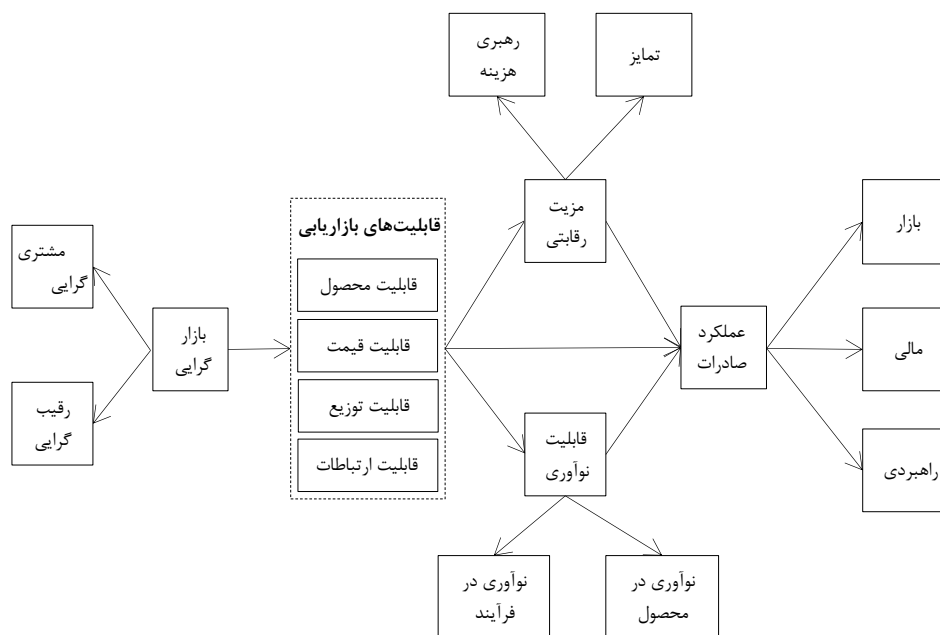 رهبری
هزینه
تمایز
مزیت
رقابتی
قابلیت‌های بازاریابی
قابلیت محصول
قابلیت قیمت
قابلیت توزیع
قابلیت ارتباطات
مشتری
گرایی
بازار
گرایی
رقیب
گرایی
عملکرد
صادرات
بازار
مالی
راهبردی
قابلیت
نوآوری
نوآوری در
فرآیند
نوآوری در
محصول